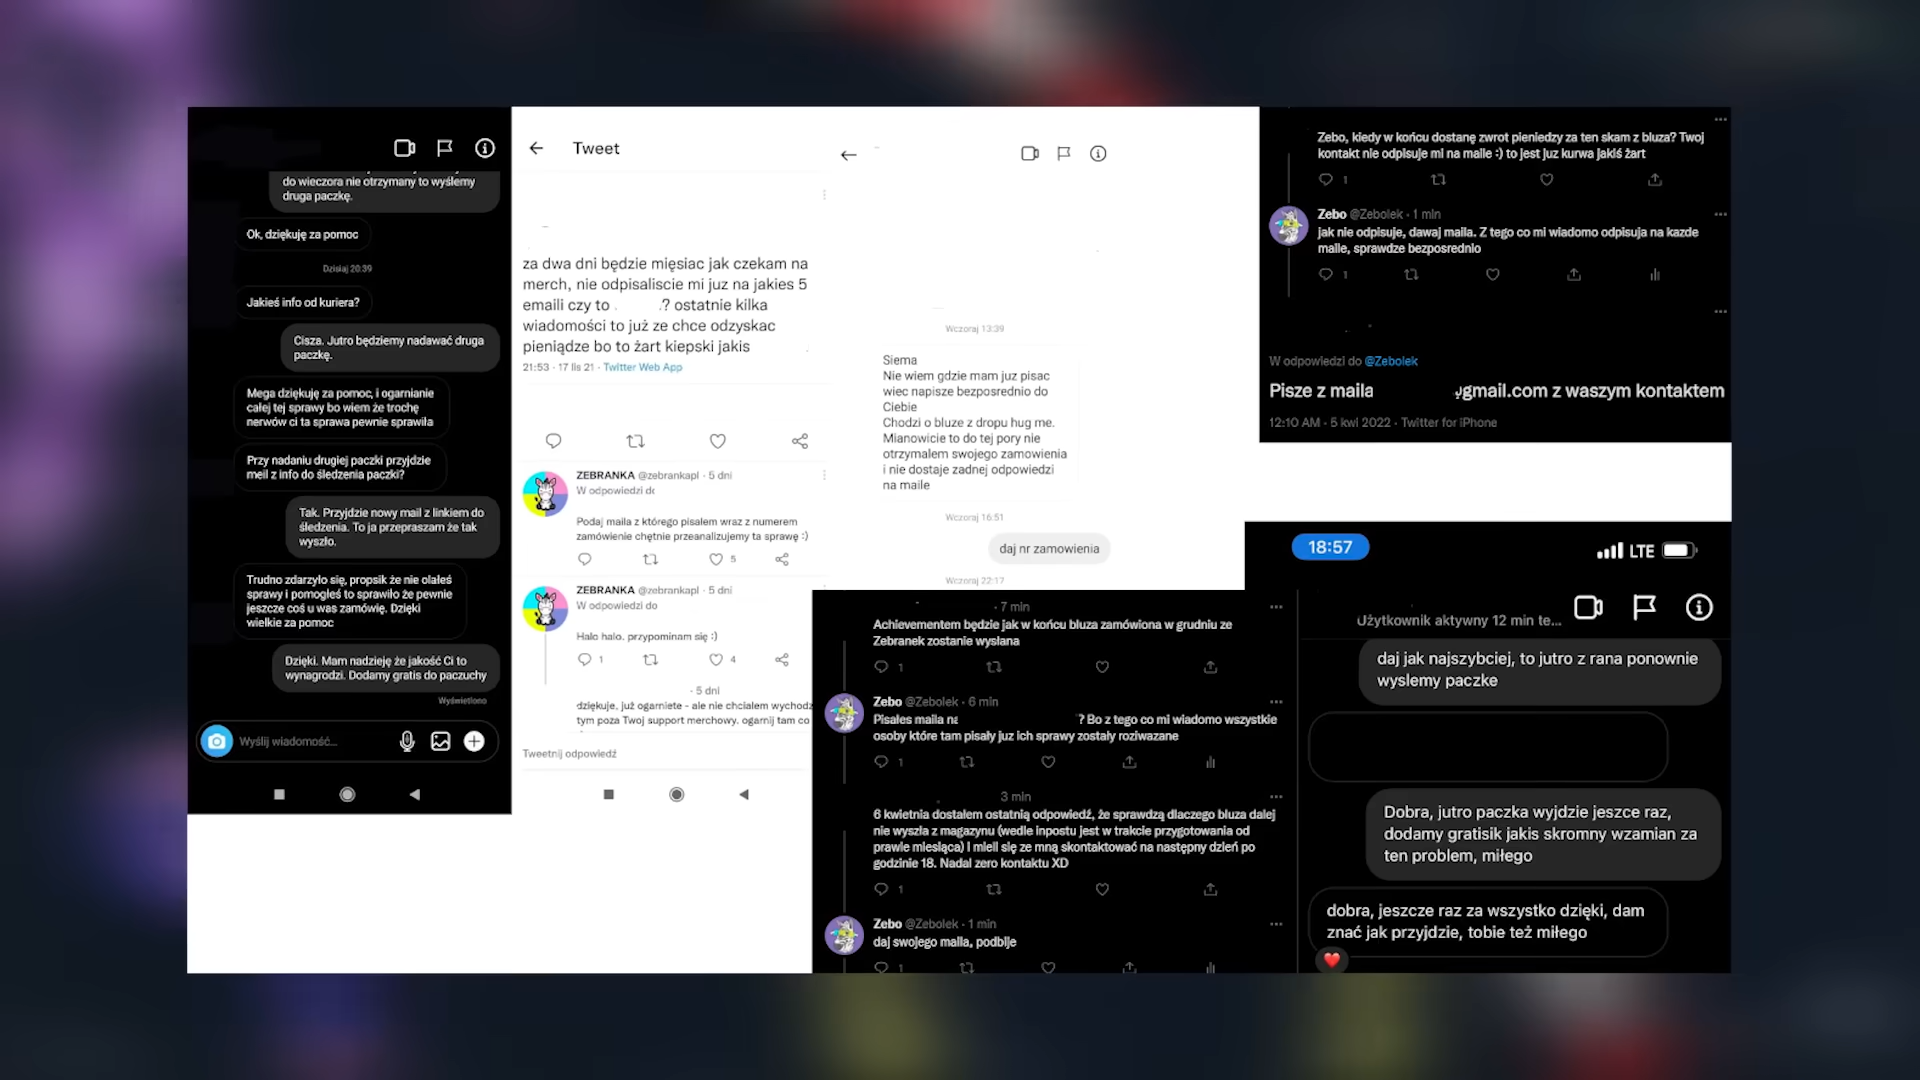 do wieczora nie otrzymany to wyślemy
druga paczkę.
Ok, dziękuję za pomoc
Dzisiaj 20:39
Jakieś info od kuriera?
Cisza. Jutro będziemy nadawać druga
paczkę.
Mega dziękuję za pomoc, i ogarnianie
całej tej sprawy bo wiem że trochę
nerwów ci ta sprawa pewnie sprawiła
Przy nadaniu drugiej paczki przyjdzie
meil z info do śledzenia paczki?
Tak. Przyjdzie nowy mail z linkiem do
śledzenia. To ja przepraszam że tak
wyszło.
Trudno zdarzyło się, propsik że nie olałeś
sprawy i pomogłeś to sprawiło że pewnie
jeszcze coś u was zamówię. Dzięki
wielkie za pomoc
Dzięki. Mam nadzieję że jakość Ci to
wynagrodzi. Dodamy gratis do paczuchy
Wyświetlono
Wyślij wiadomość...
Tweet
za dwa dni będzie mięsiac jak czekam na
merch, nie odpisaliscie mi juz na jakies 5
emaili czy to .? ostatnie kilka
wiadomości to już ze chce odzyskac
pieniądze bo to żart kiepski jakis
21:53 · 17 lis 21 · Twitter Web App
ZEBRANKA @zebrankapl · 5 dni
W odpowiedzi do
Podaj maila z którego pisałem wraz z numerem
zamówienie chętnie przeanalizujemy ta sprawę :)
5
ZEBRANKA @zebrankapl · 5 dni
W odpowiedzi do
Halo halo. przypominam się :)
1 4
· 5 dni
dziękuje, już ogarniete - ale nie chcialem wychodz
tym poza Twoj support merchowy. ogarnij tam co
Tweetnij odpowiedź
Wczoraj 13:39
Siema
Nie wiem gdzie mam juz pisac
wiec napisze bezposrednio do
Ciebie
Chodzi o bluze z dropu hug me.
Mianowicie to do tej pory nie
otrzymalem swojego zamowienia
i nie dostaje zadnej odpowiedzi
na maile
Wczoraj 16:51
daj nr zamowienia
Wczoraj 22:17
Zebo, kiedy w końcu dostanę zwrot pieniedzy za ten skam z bluza? Twoj
kontakt nie odpisuje mi na maile :) to jest juz kurwa jakiś żart
1
Zebo @Zebolek · 1 min
jak nie odpisuje, dawaj maila. Z tego co mi wiadomo odpisuja na kazde
maile, sprawdze bezposrednio
1
W odpowiedzi do @Zebolek
Pisze z maila gmail.com z waszym kontaktem
12:10 AM · 5 kwi 2022 · Twitter for iPhone
· 7 min
Achievementem będzie jak w końcu bluza zamówiona w grudniu ze
Zebranek zostanie wysłana
1
Zebo @Zebolek · 6 min
Pisałes maila na ? Bo z tego co mi wiadomo wszystkie
osoby które tam pisały juz ich sprawy zostały roziwazane
1
3 min
6 kwietnia dostałem ostatnią odpowiedź, że sprawdzą dlaczego bluza dalej
nie wyszła z magazynu (wedle inpostu jest w trakcie przygotowania od
prawie miesiąca) i mieli się ze mną skontaktować na następny dzień po
godzinie 18. Nadal zero kontaktu XD
1
Zebo @Zebolek · 1 min
daj swojego maila, podbije
1
18:57 LTE
Użytkownik aktywny 12 min te...
daj jak najszybciej, to jutro z rana ponownie
wyslemy paczke
Dobra, jutro paczka wyjdzie jeszcze raz,
dodamy gratisik jakis skromny wzamian za
ten problem, miłego
dobra, jeszcze raz za wszystko dzięki, dam
znać jak przyjdzie, tobie też miłego